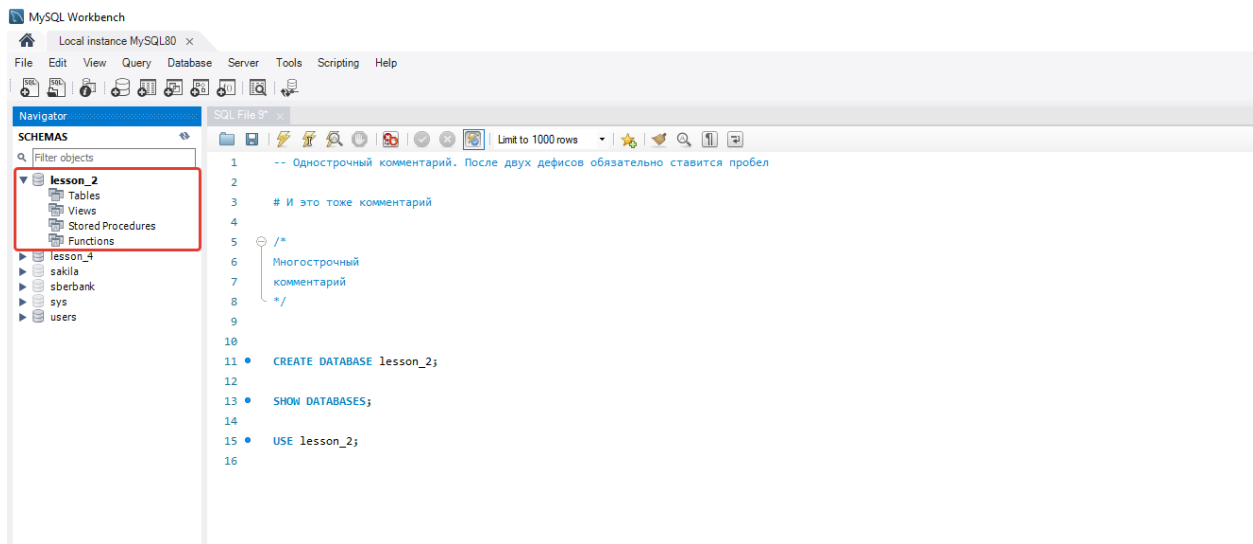 MySQL Workbench
Local instance MySQL80 ×
File Edit View Query Database Server Tools Scripting Help
Navigator
SQL File 9* ×
SCHEMAS
Limit to 1000 rows
Filter objects
lesson_2
Tables
Views
Stored Procedures
Functions
lesson_4
sakila
sberbank
sys
users
1 -- Однострочный комментарий. После двух дефисов обязательно ставится пробел
2
3 # И это тоже комментарий
4
5 /*
6 Многострочный
7 комментарий
8 */
9
10
11 CREATE DATABASE lesson_2;
12
13 SHOW DATABASES;
14
15 USE lesson_2;
16